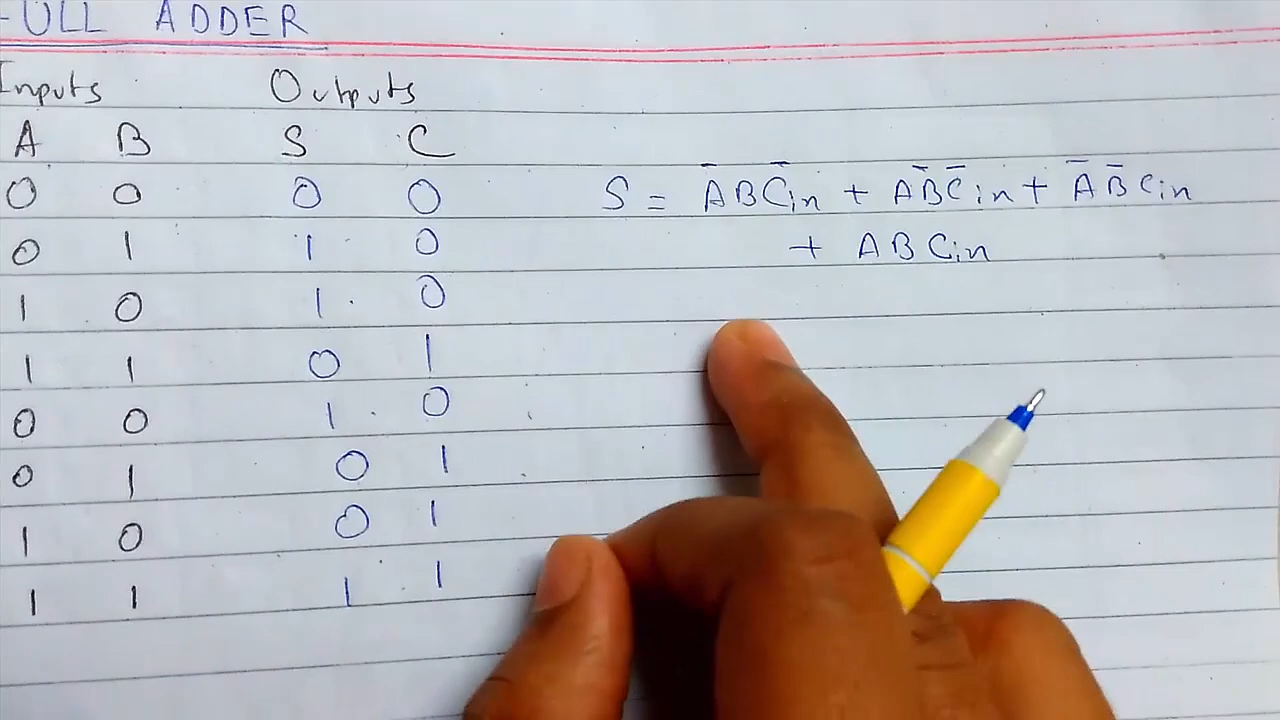 ULL ADDER
Inputs Outputs
A B S C
0 0 0 0 S = A̅BC̅in + AB̅C̅in + A̅B̅Cin
0 1 1 0 + ABCin
1 0 1 0
1 1 0 1
0 0 1 0
0 1 0 1
1 0 0 1
1 1 1 1